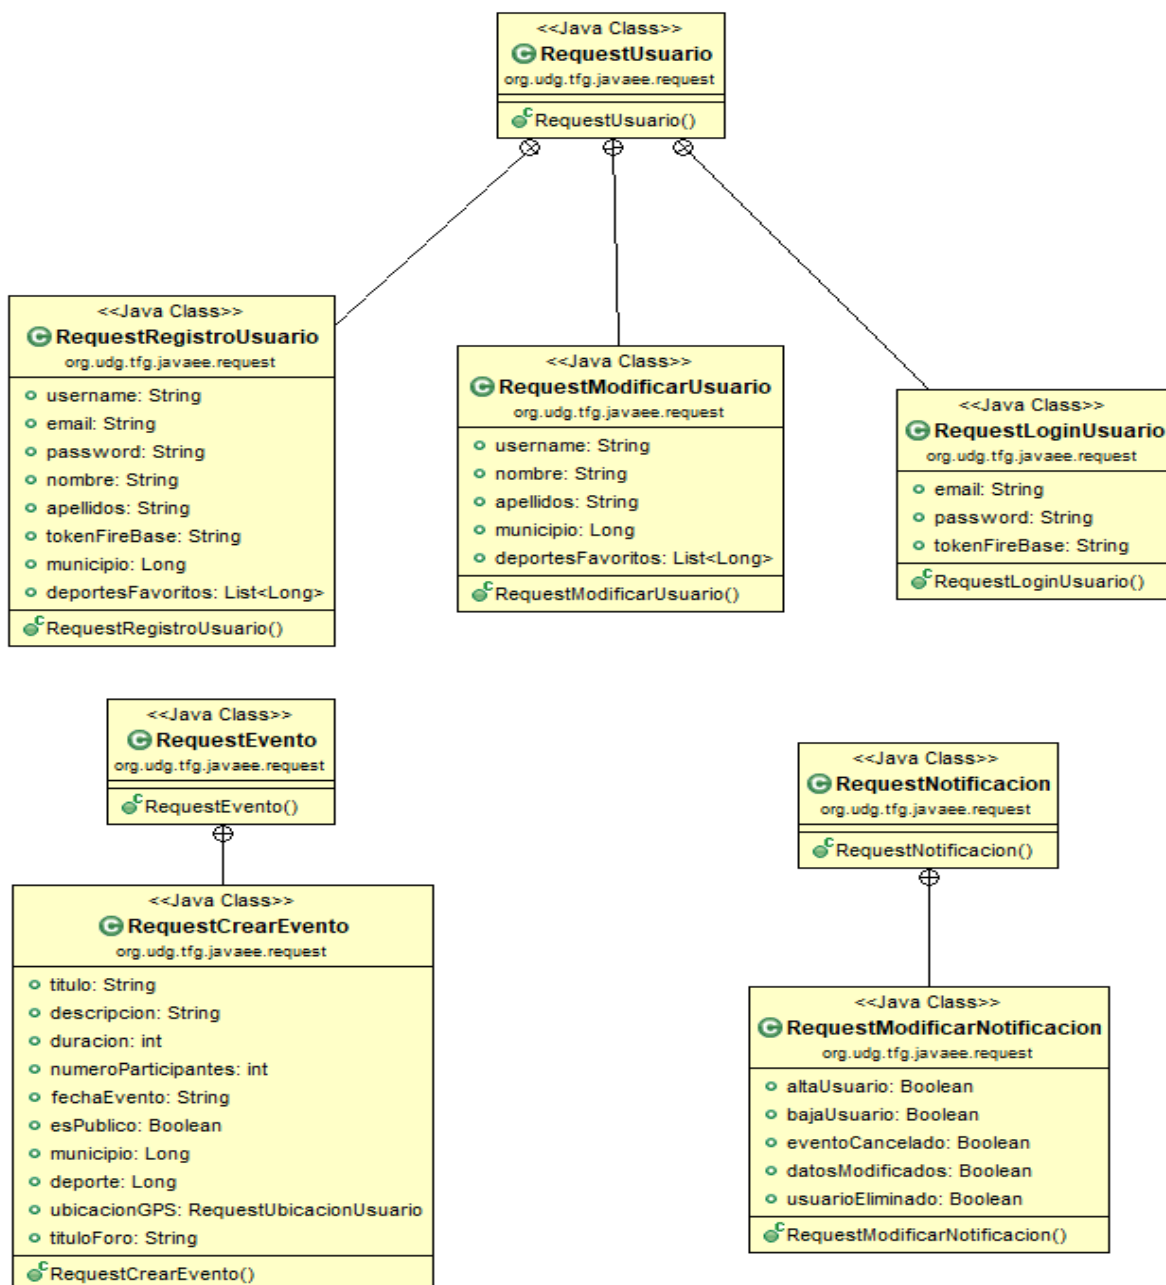 <<Java Class>>
RequestUsuario
org.udg.tfg.javaee.request
RequestUsuario()
<<Java Class>>
RequestRegistroUsuario
org.udg.tfg.javaee.request
username: String
email: String
password: String
nombre: String
apellidos: String
tokenFireBase: String
municipio: Long
deportesFavoritos: List<Long>
RequestRegistroUsuario()
<<Java Class>>
RequestModificarUsuario
org.udg.tfg.javaee.request
username: String
nombre: String
apellidos: String
municipio: Long
deportesFavoritos: List<Long>
RequestModificarUsuario()
<<Java Class>>
RequestLoginUsuario
org.udg.tfg.javaee.request
email: String
password: String
tokenFireBase: String
RequestLoginUsuario()
<<Java Class>>
RequestEvento
org.udg.tfg.javaee.request
RequestEvento()
<<Java Class>>
RequestCrearEvento
org.udg.tfg.javaee.request
titulo: String
descripcion: String
duracion: int
numeroParticipantes: int
fechaEvento: String
esPublico: Boolean
municipio: Long
deporte: Long
ubicacionGPS: RequestUbicacionUsuario
tituloForo: String
RequestCrearEvento()
<<Java Class>>
RequestNotificacion
org.udg.tfg.javaee.request
RequestNotificacion()
<<Java Class>>
RequestModificarNotificacion
org.udg.tfg.javaee.request
altaUsuario: Boolean
bajaUsuario: Boolean
eventoCancelado: Boolean
datosModificados: Boolean
usuarioEliminado: Boolean
RequestModificarNotificacion()